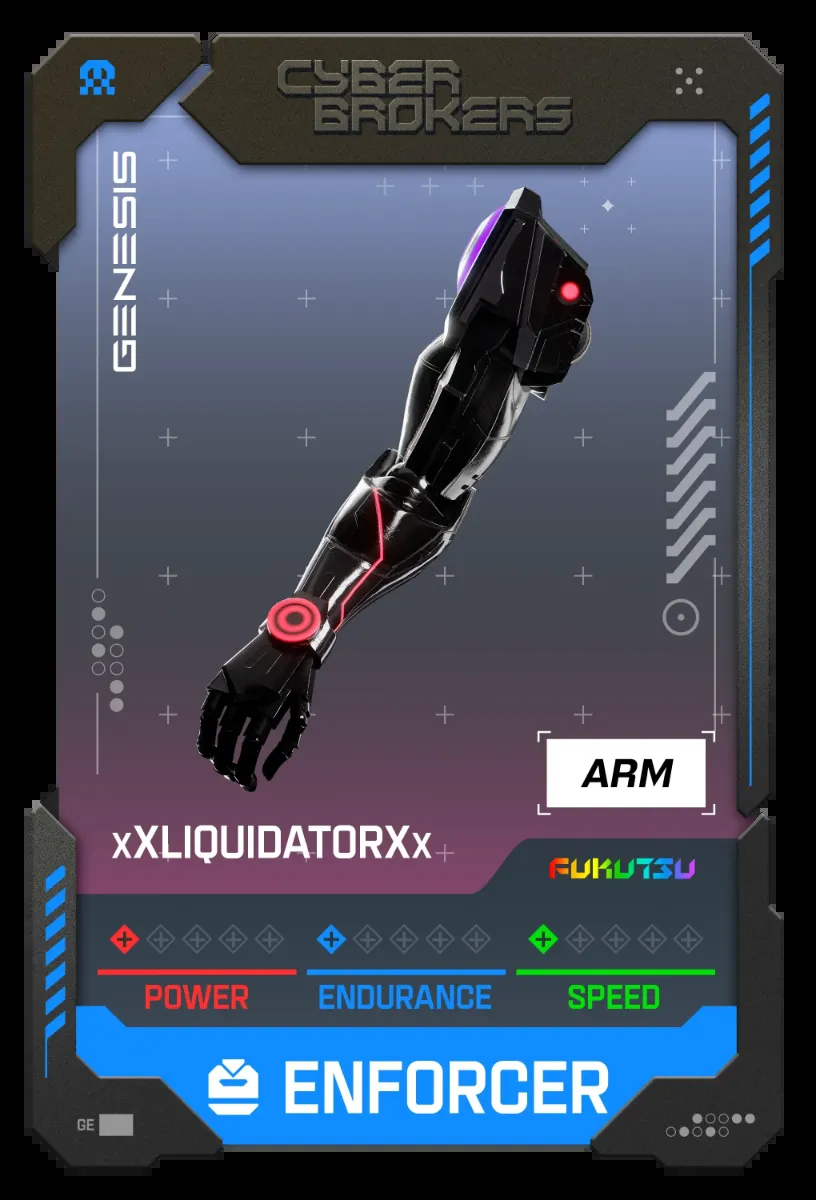 CYBER
BROKERS
GENESIS
ARM
xXLIQUIDATORXx
FUKUTSU
POWER
ENDURANCE
SPEED
ENFORCER
GE